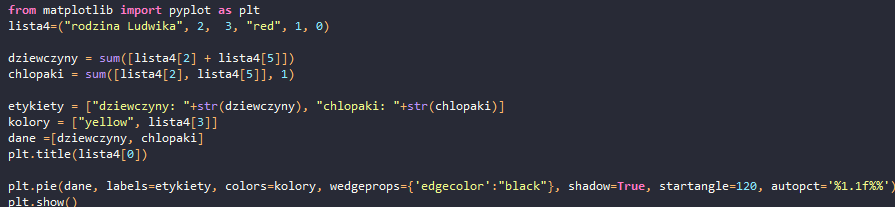 from matplotlib import pyplot as plt
lista4=("rodzina Ludwika", 2,  3, "red", 1, 0)
dziewczyny = sum([lista4[2] + lista4[5]])
chlopaki = sum([lista4[2], lista4[5]], 1)
etykiety = ["dziewczyny: "+str(dziewczyny), "chlopaki: "+str(chlopaki)]
kolory = ["yellow", lista4[3]]
dane =[dziewczyny, chlopaki]
plt.title(lista4[0])
plt.pie(dane, labels=etykiety, colors=kolory, wedgeprops={'edgecolor':"black"}, shadow=True, startangle=120, autopct='%1.1f%%')
plt.show()